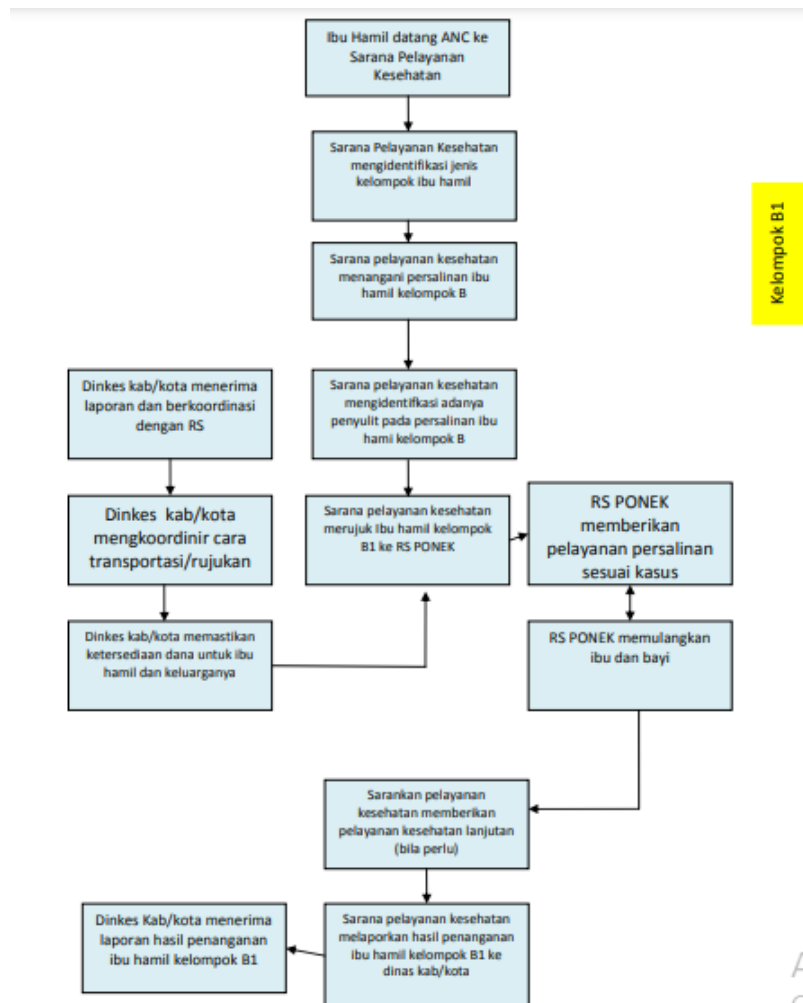 Ibu Hamil datang ANC ke
Sarana Pelayanan
Kesehatan
Sarana Pelayanan Kesehatan
mengidentifikasi jenis
kelompok ibu hamil
Kelompok B1
Sarana pelayanan kesehatan
menangani persalinan ibu
hamil kelompok B
Dinkes kab/kota menerima
laporan dan berkoordinasi
dengan RS
Sarana pelayanan kesehatan
mengidentifkasi adanya
penyulit pada persalinan ibu
hami kelompok B
Dinkes kab/kota
mengkoordinir cara
transportasi/rujukan
Sarana pelayanan kesehatan
merujuk Ibu hamil kelompok
B1 ke RS PONEK
RS PONEK
memberikan
pelayanan persalinan
sesuai kasus
Dinkes kab/kota memastikan
ketersediaan dana untuk ibu
hamil dan keluarganya
RS PONEK memulangkan
ibu dan bayi
Sarankan pelayanan
kesehatan memberikan
pelayanan kesehatan lanjutan
(bila perlu)
Dinkes Kab/kota menerima
laporan hasil penanganan
ibu hamil kelompok B1
Sarana pelayanan kesehatan
melaporkan hasil penanganan
ibu hamil kelompok B1 ke
dinas kab/kota